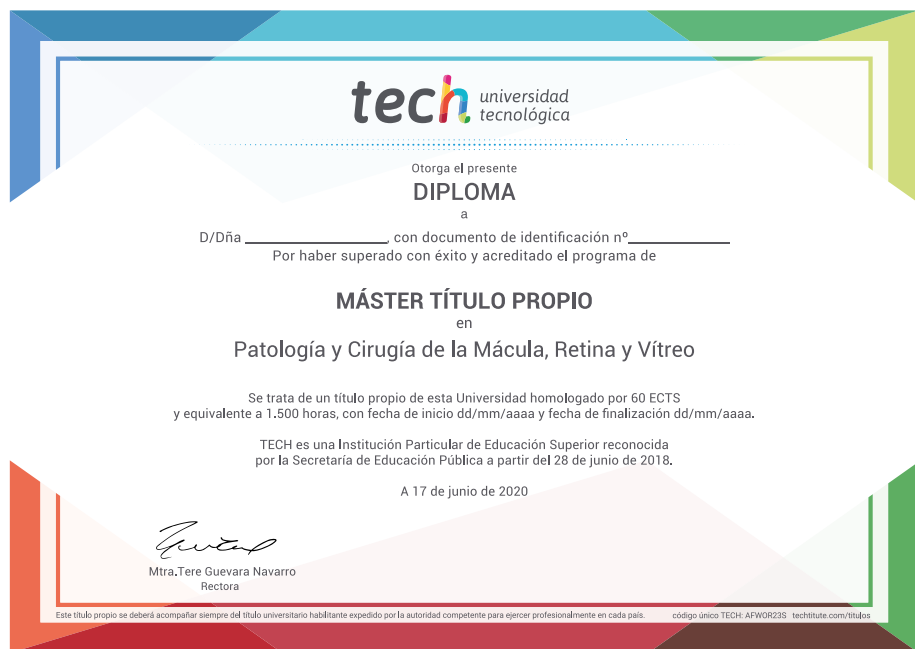 tech universidad
tecnológica
Otorga el presente
DIPLOMA
a
D/Dña ____________________, con documento de identificación nº______________
Por haber superado con éxito y acreditado el programa de
MÁSTER TÍTULO PROPIO
en
Patología y Cirugía de la Mácula, Retina y Vítreo
Se trata de un título propio de esta Universidad homologado por 60 ECTS
y equivalente a 1.500 horas, con fecha de inicio dd/mm/aaaa y fecha de finalización dd/mm/aaaa.
TECH es una Institución Particular de Educación Superior reconocida
por la Secretaría de Educación Pública a partir del 28 de junio de 2018.
A 17 de junio de 2020
Mtra.Tere Guevara Navarro
Rectora
Este título propio se deberá acompañar siempre del título universitario habilitante expedido por la autoridad competente para ejercer profesionalmente en cada país. código único TECH: AFWOR23S techtitute.com/titulos